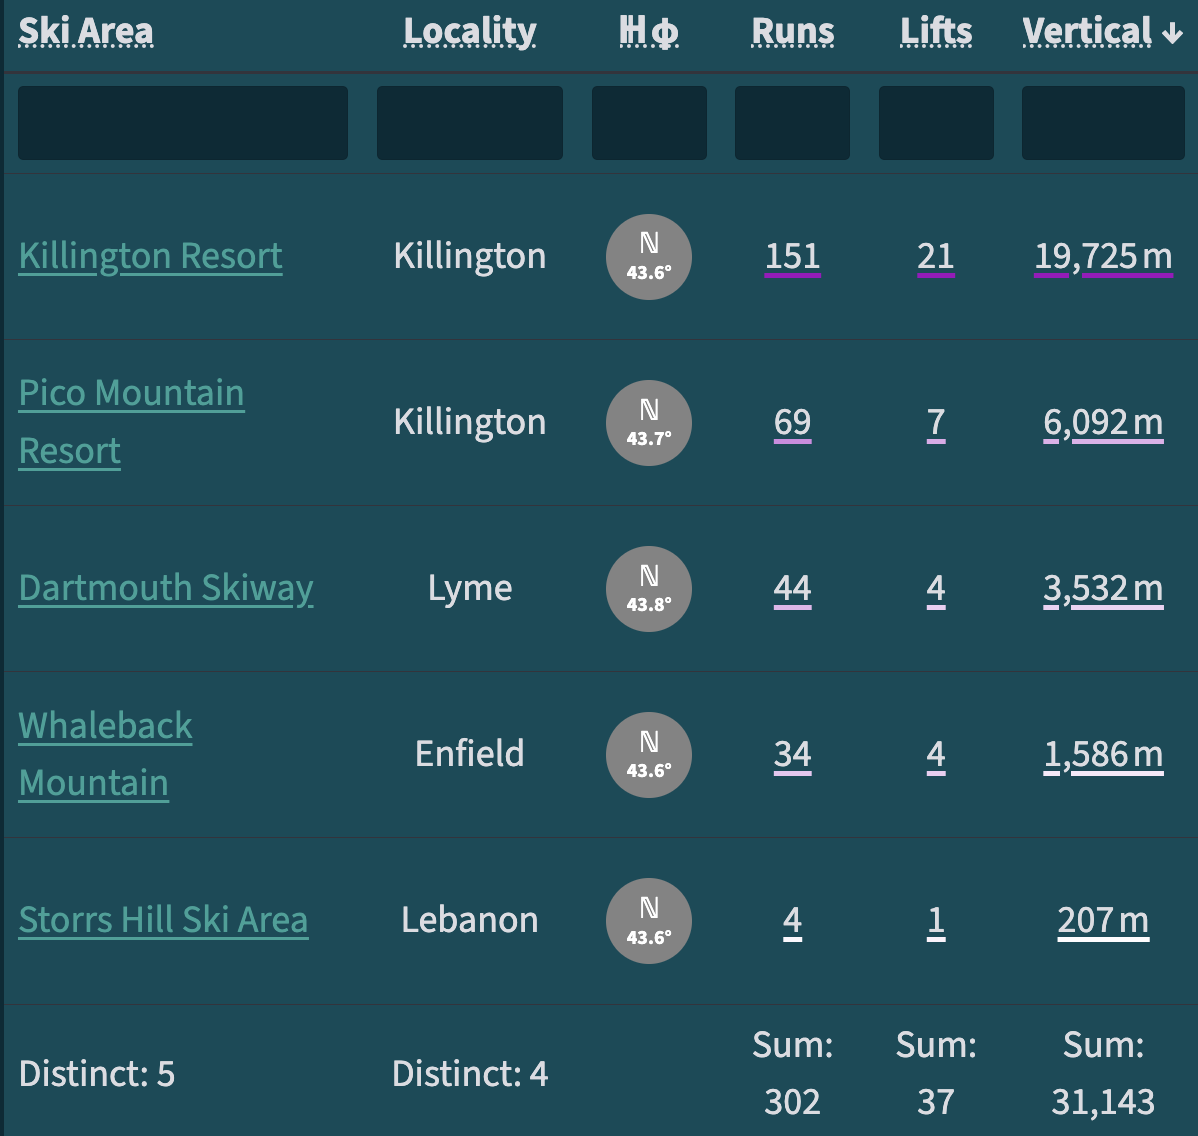 Ski Area Locality ꟸ φ Runs Lifts Vertical ↓
Killington Resort Killington ℕ 43.6° 151 21 19,725 m
Pico Mountain Resort Killington ℕ 43.7° 69 7 6,092 m
Dartmouth Skiway Lyme ℕ 43.8° 44 4 3,532 m
Whaleback Mountain Enfield ℕ 43.6° 34 4 1,586 m
Storrs Hill Ski Area Lebanon ℕ 43.6° 4 1 207 m
Distinct: 5 Distinct: 4 Sum: 302 Sum: 37 Sum: 31,143